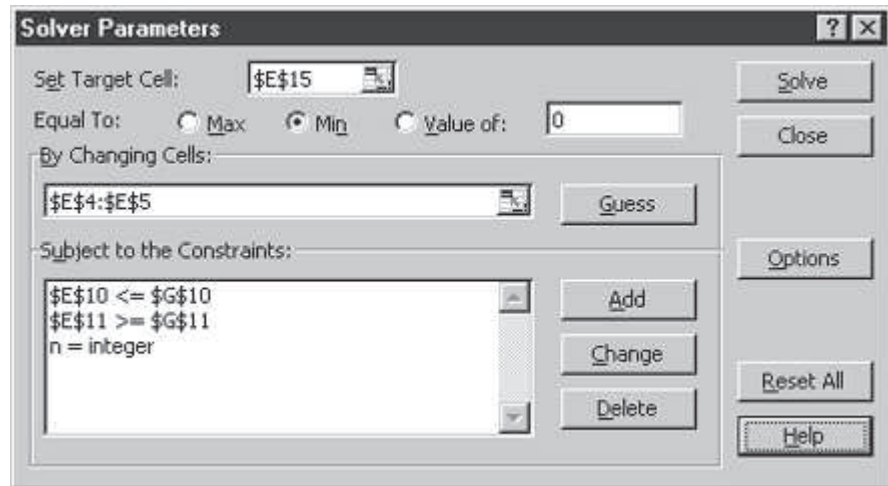 Solver Parameters
Set Target Cell: $E$15 Solve
Equal To: Max Min Value of: 0 Close
By Changing Cells:
$E$4:$E$5 Guess
Subject to the Constraints: Options
$E$10 <= $G$10 Add
$E$11 >= $G$11
n = integer Change
Reset All
Delete
Help